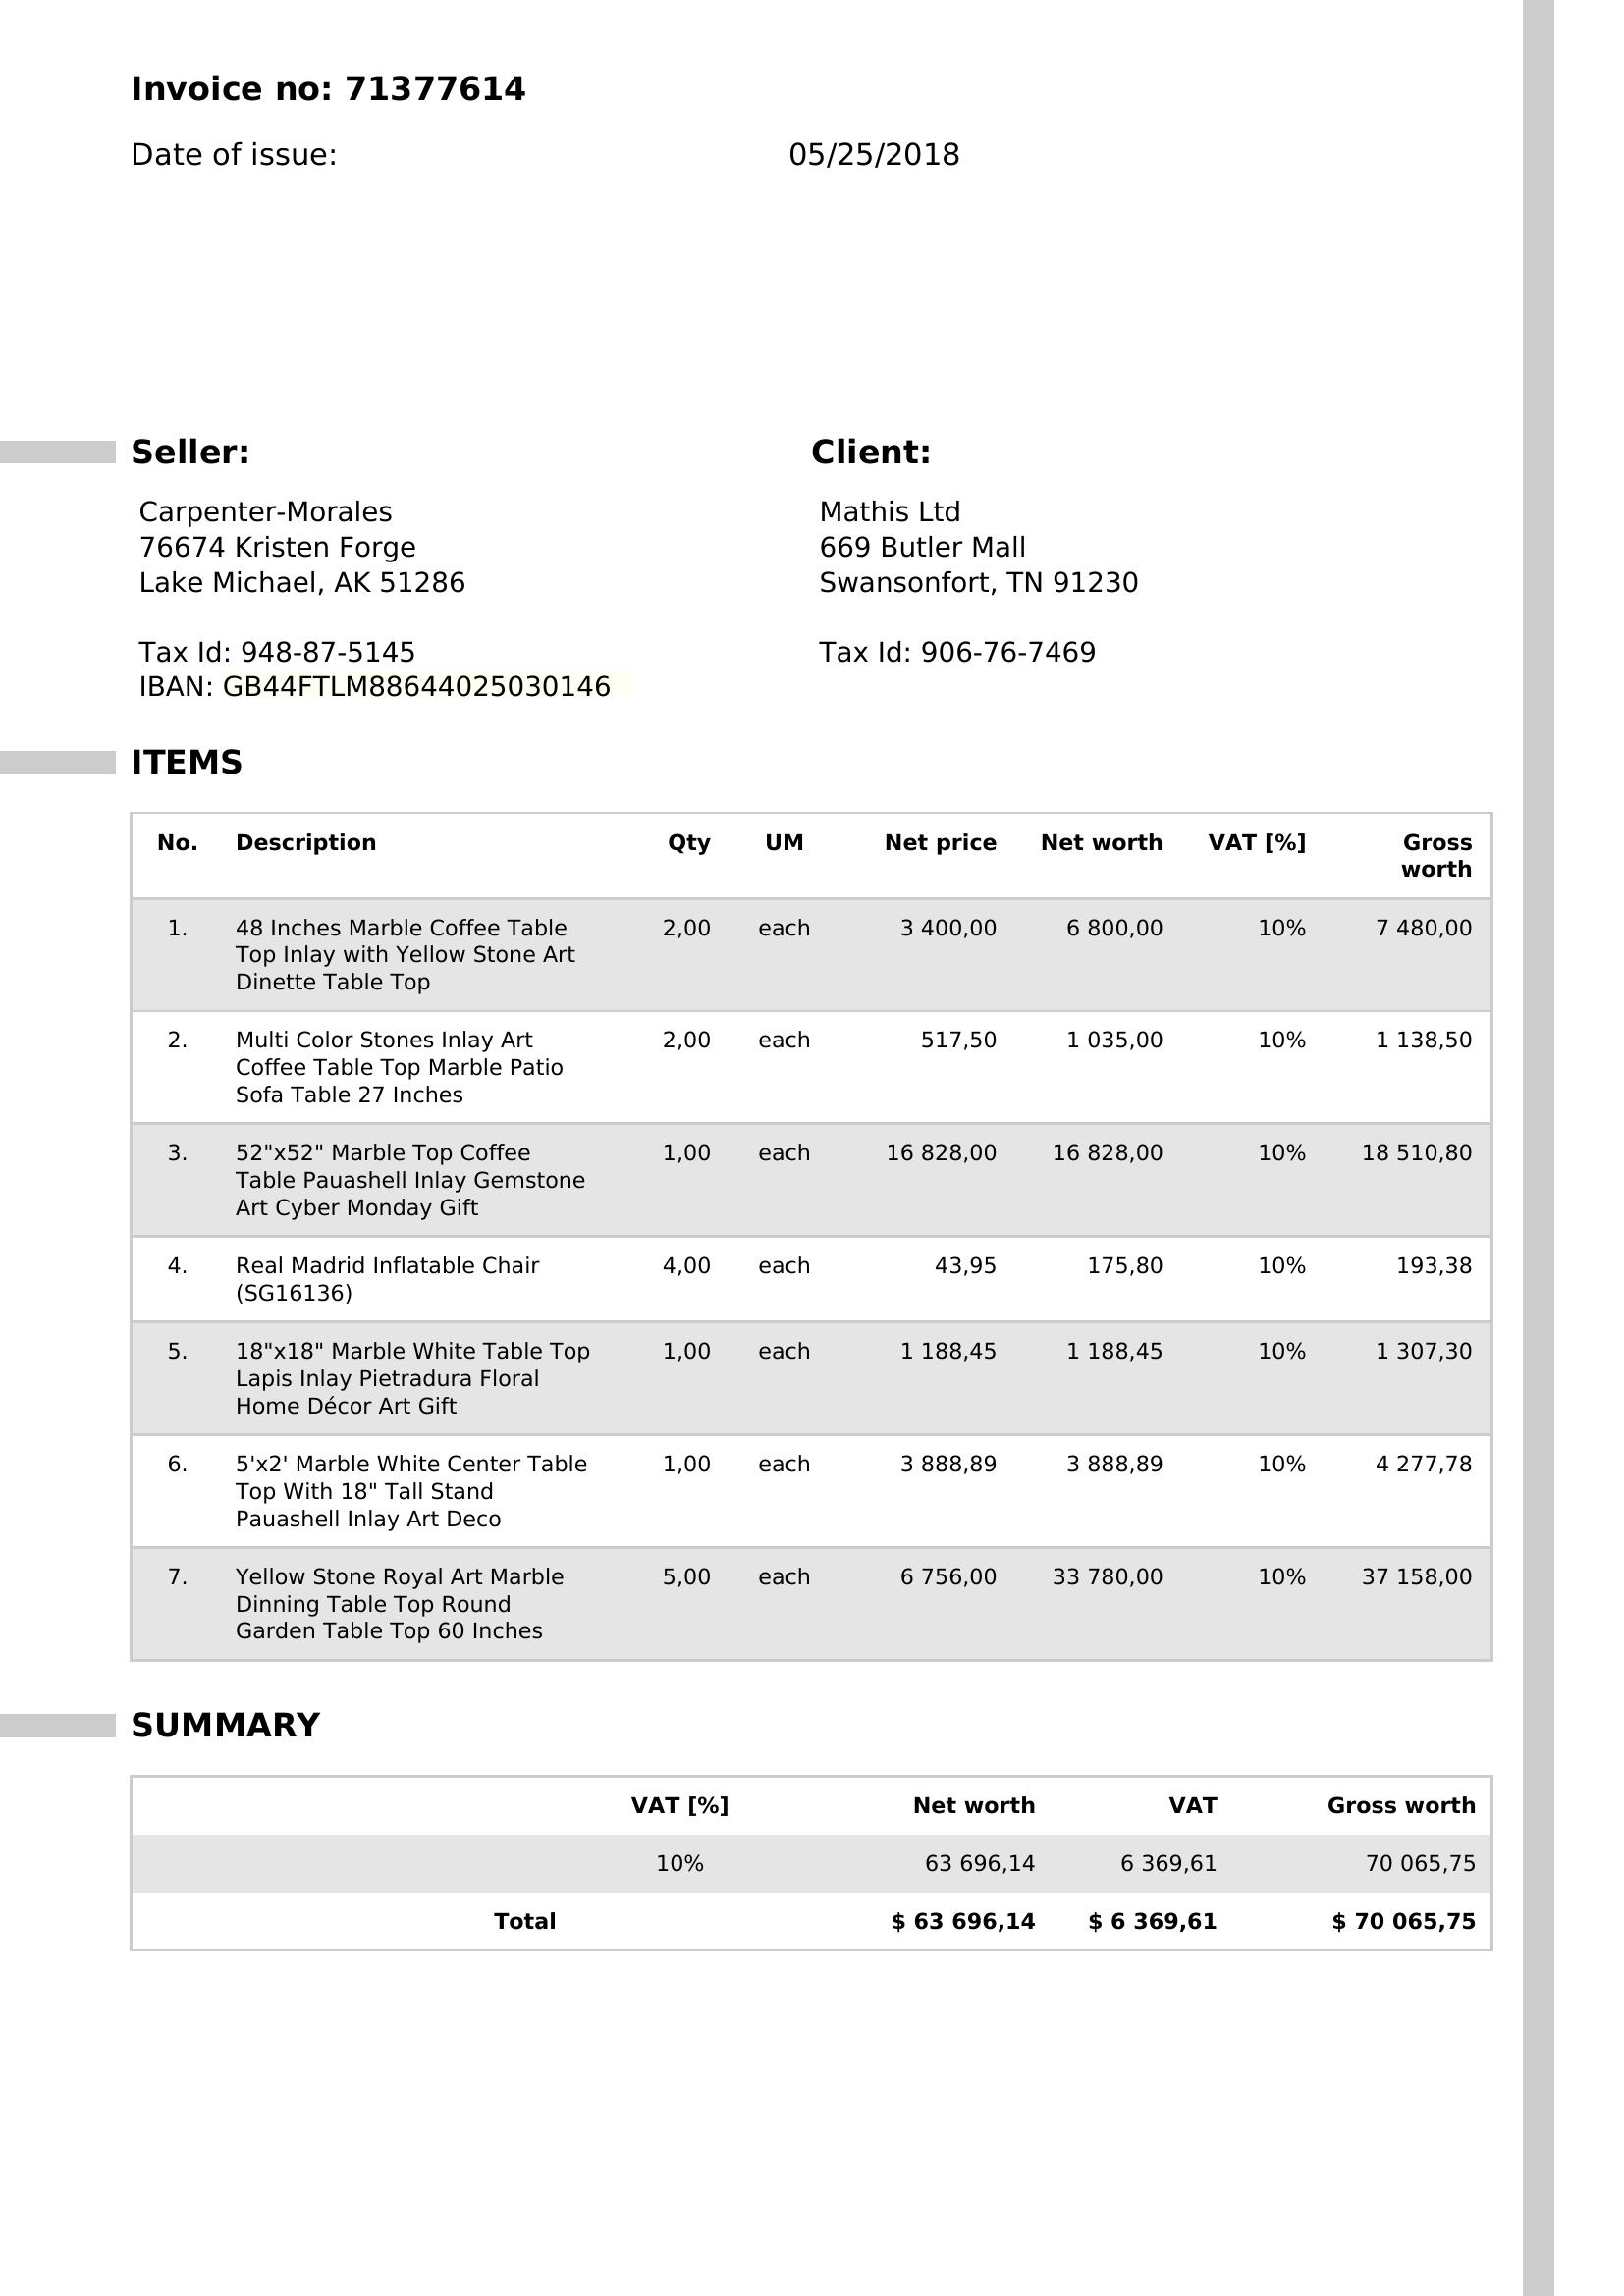 Invoice no: 71377614
Date of issue: 05/25/2018
Seller:
Carpenter-Morales
76674 Kristen Forge
Lake Michael, AK 51286
Tax Id: 948-87-5145
IBAN: GB44FTLM88644025030146
Client:
Mathis Ltd
669 Butler Mall
Swansonfort, TN 91230
Tax Id: 906-76-7469
ITEMS
No. Description Qty UM Net price Net worth VAT [%] Gross
worth
1. 48 Inches Marble Coffee Table 2,00 each 3 400,00 6 800,00 10% 7 480,00
Top Inlay with Yellow Stone Art
Dinette Table Top
2. Multi Color Stones Inlay Art 2,00 each 517,50 1 035,00 10% 1 138,50
Coffee Table Top Marble Patio
Sofa Table 27 Inches
3. 52"x52" Marble Top Coffee 1,00 each 16 828,00 16 828,00 10% 18 510,80
Table Pauashell Inlay Gemstone
Art Cyber Monday Gift
4. Real Madrid Inflatable Chair 4,00 each 43,95 175,80 10% 193,38
(SG16136)
5. 18"x18" Marble White Table Top 1,00 each 1 188,45 1 188,45 10% 1 307,30
Lapis Inlay Pietradura Floral
Home Décor Art Gift
6. 5'x2' Marble White Center Table 1,00 each 3 888,89 3 888,89 10% 4 277,78
Top With 18" Tall Stand
Pauashell Inlay Art Deco
7. Yellow Stone Royal Art Marble 5,00 each 6 756,00 33 780,00 10% 37 158,00
Dinning Table Top Round
Garden Table Top 60 Inches
SUMMARY
VAT [%] Net worth VAT Gross worth
10% 63 696,14 6 369,61 70 065,75
Total $ 63 696,14 $ 6 369,61 $ 70 065,75